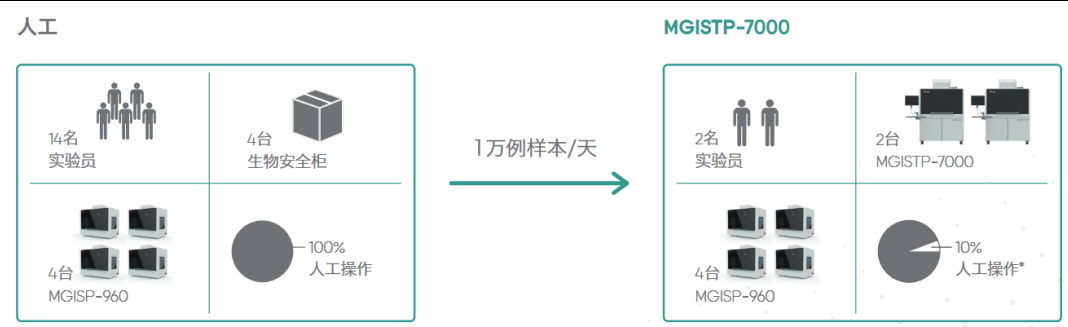 人工
MGISTP-7000
14名
实验员
4台
生物安全柜
4台
MGISP-960
100%
人工操作
1万例样本/天
2名
实验员
2台
MGISTP-7000
4台
MGISP-960
10%
人工操作*